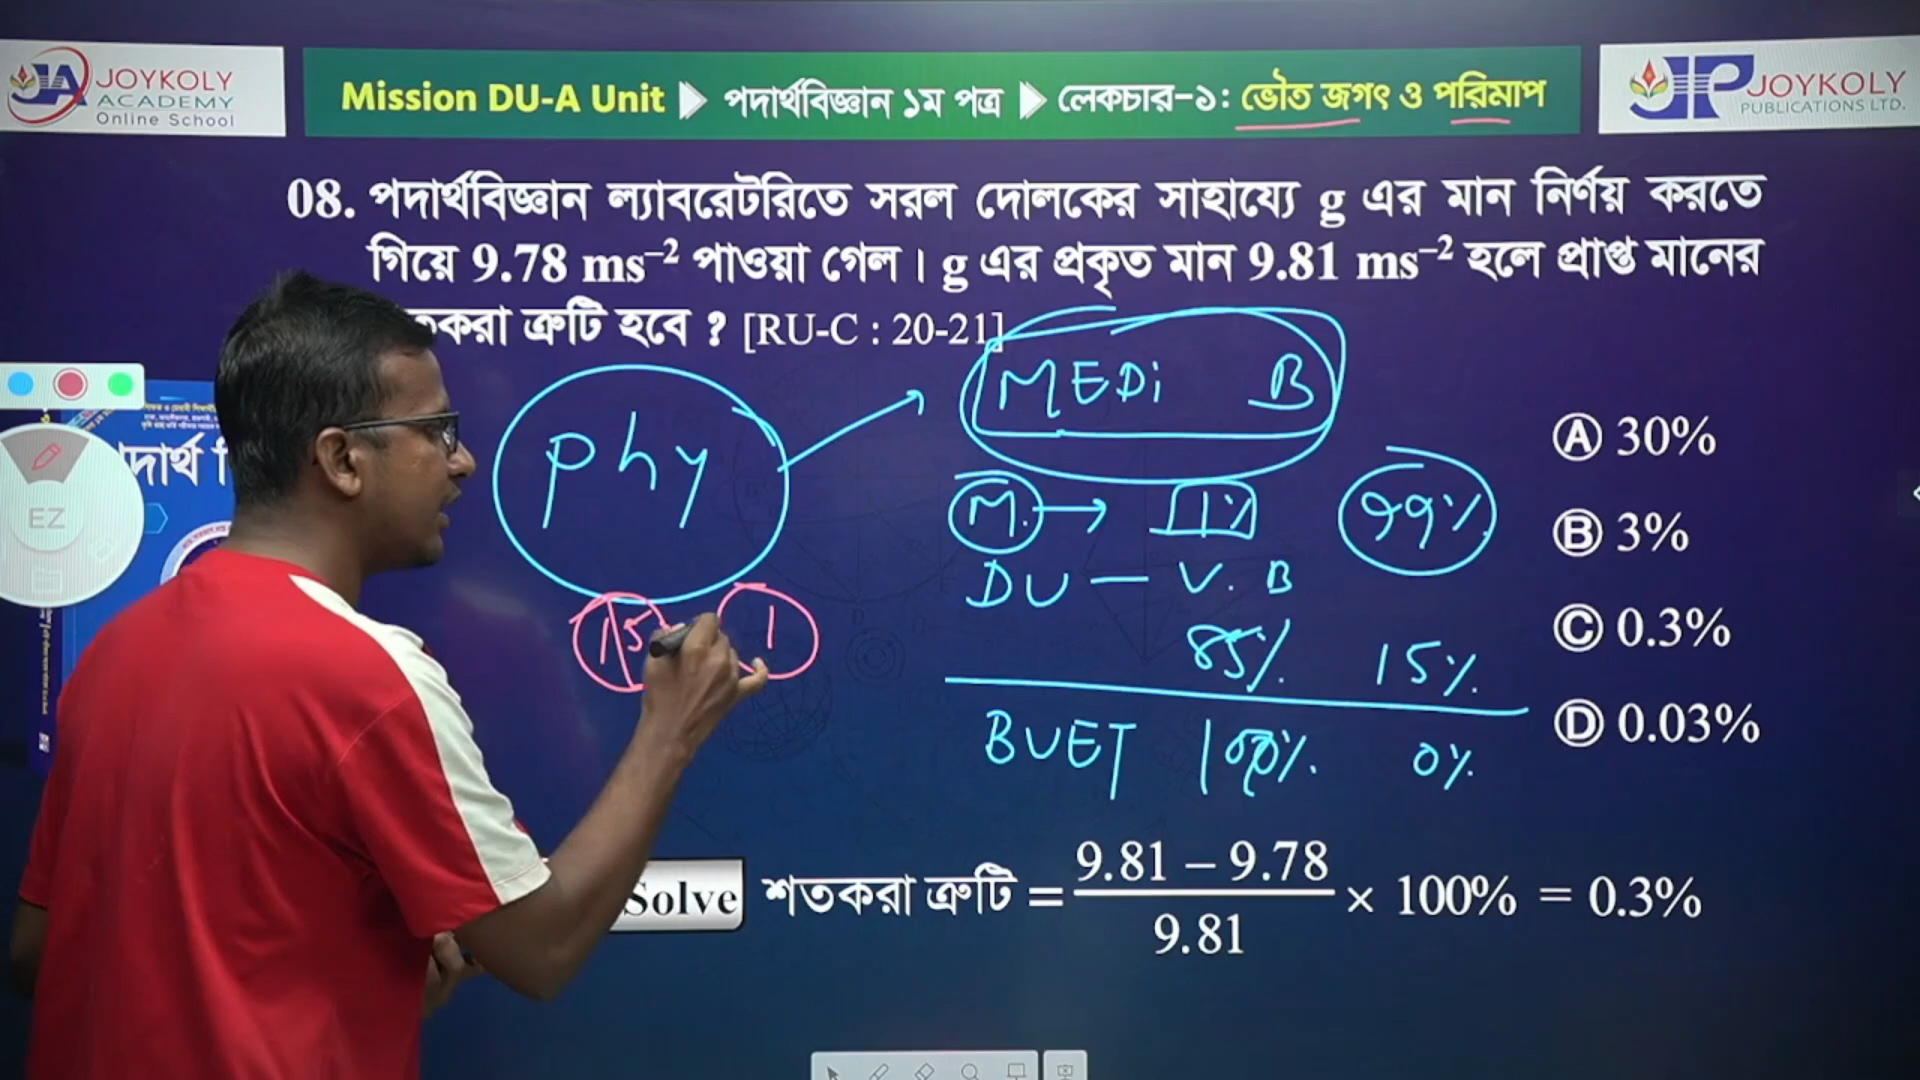 JOYKOLY
ACADEMY
Online School
Mission DU-A Unit পদার্থবিজ্ঞান ১ম পত্র লেকচার-১: ভৌত জগৎ ও পরিমাপ
JOYKOLY
PUBLICATIONS LTD.
08. পদার্থবিজ্ঞান ল্যাবরেটরিতে সরল দোলকের সাহায্যে g এর মান নির্ণয় করতে
গিয়ে 9.78 ms⁻² পাওয়া গেল। g এর প্রকৃত মান 9.81 ms⁻² হলে প্রাপ্ত মানের
তকরা ত্রুটি হবে ? [RU-C : 20-21]
MEDi B
Phy
Ⓐ 30%
দার্থ
EZ
M. 1% 99%
Ⓑ 3%
DU — V. B
15 1
85% 15%
Ⓒ 0.3%
BUET 100% 0%
Ⓓ 0.03%
Solve শতকরা ত্রুটি = (9.81 – 9.78)/9.81 × 100% = 0.3%